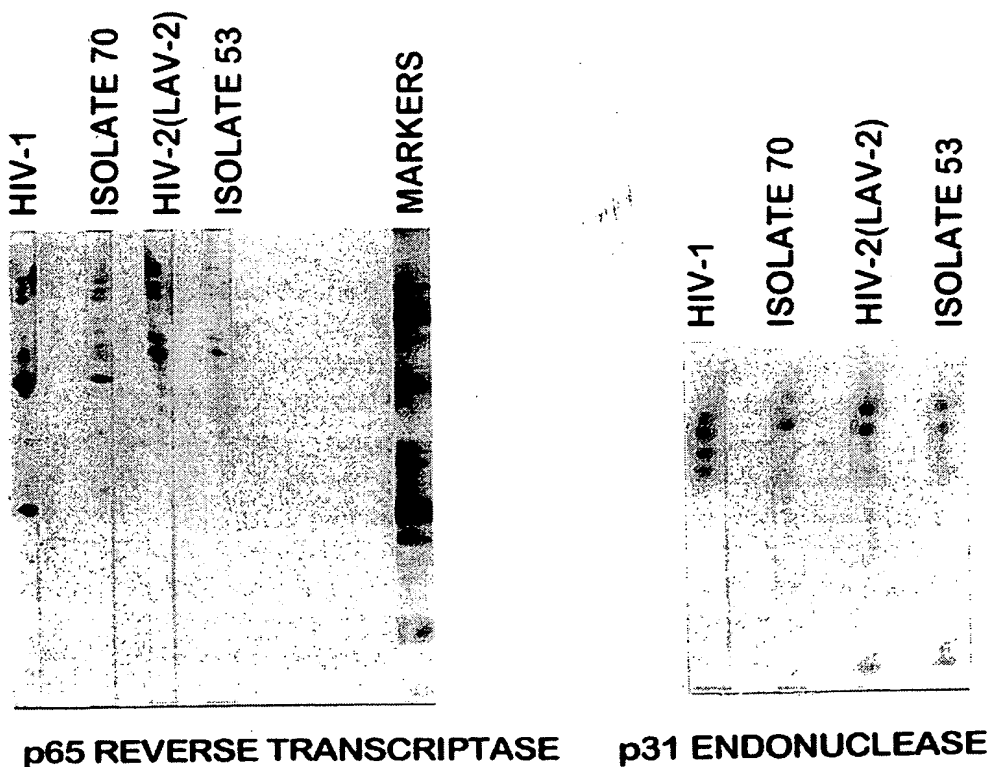 HIV-1
ISOLATE 70
HIV-2(LAV-2)
ISOLATE 53
MARKERS
p65 REVERSE TRANSCRIPTASE
HIV-1
ISOLATE 70
HIV-2(LAV-2)
ISOLATE 53
p31 ENDONUCLEASE